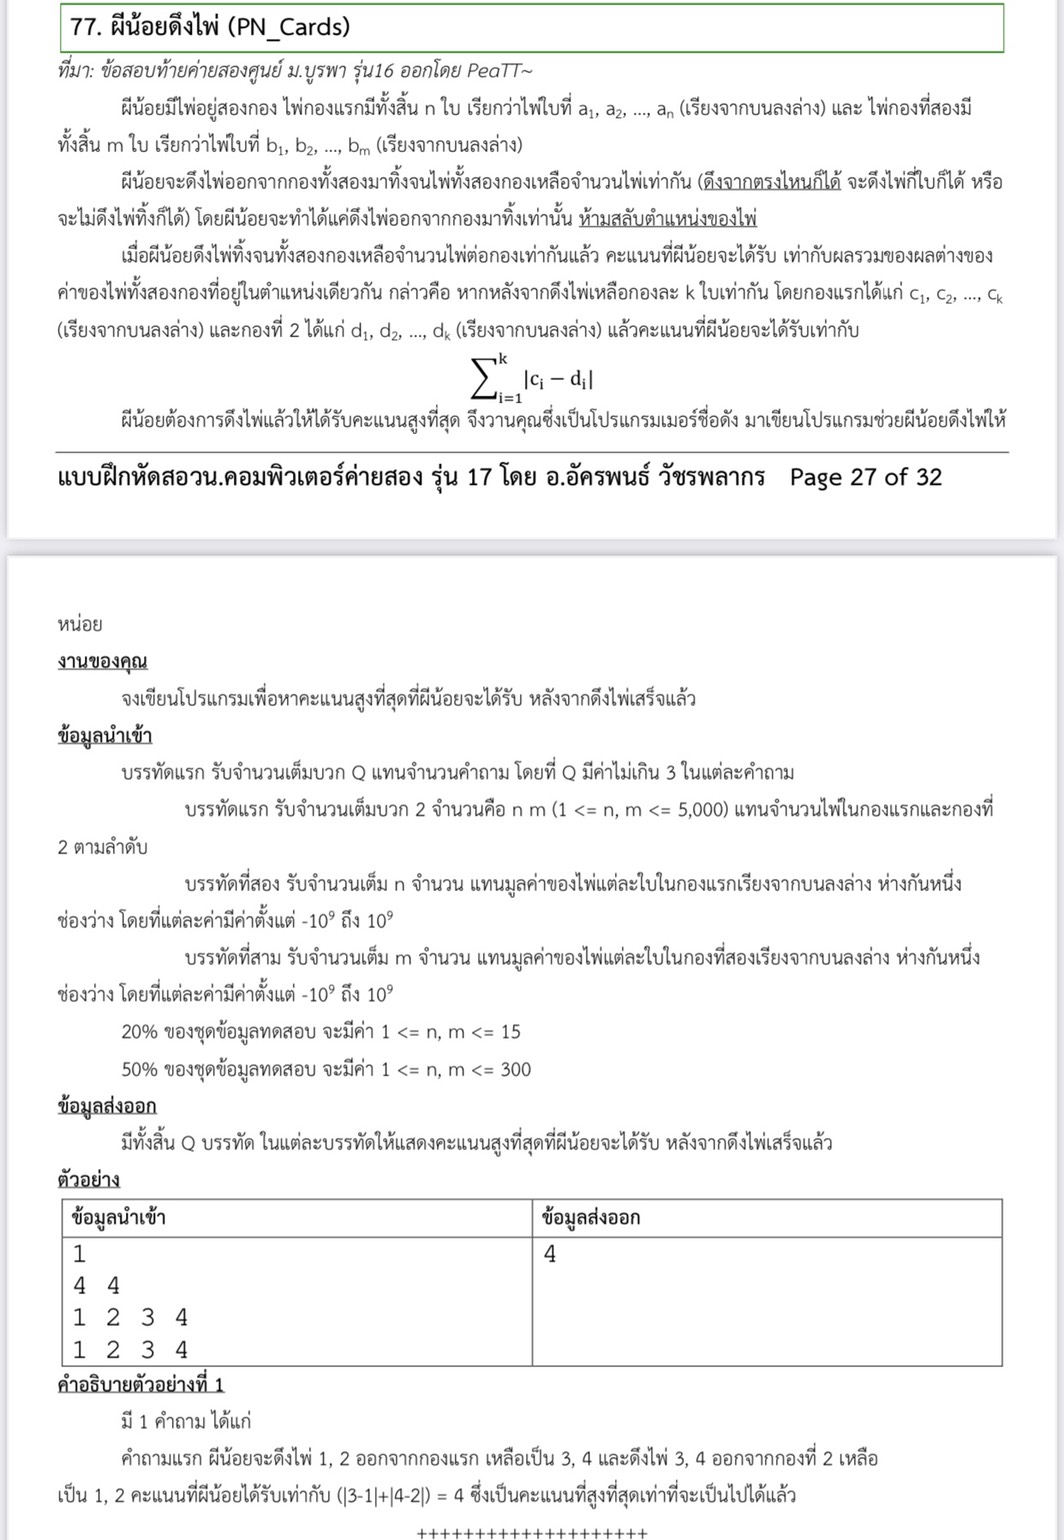 77. ผีน้อยดึงไพ่ (PN_Cards)
ที่มา: ข้อสอบท้ายค่ายสองศูนย์ ม.บูรพา รุ่น16 ออกโดย PeaTT~
ผีน้อยมีไพ่อยู่สองกอง ไพ่กองแรกมีทั้งสิ้น n ใบ เรียกว่าไพ่ใบที่ a₁, a₂, ..., aₙ (เรียงจากบนลงล่าง) และ ไพ่กองที่สองมี
ทั้งสิ้น m ใบ เรียกว่าไพ่ใบที่ b₁, b₂, ..., bₘ (เรียงจากบนลงล่าง)
ผีน้อยจะดึงไพ่ออกจากกองทั้งสองมาทิ้งจนไพ่ทั้งสองกองเหลือจำนวนไพ่เท่ากัน (ดึงจากตรงไหนก็ได้ จะดึงไพ่กี่ใบก็ได้ หรือ
จะไม่ดึงไพ่ทิ้งก็ได้) โดยผีน้อยจะทำได้แค่ดึงไพ่ออกจากกองมาทิ้งเท่านั้น ห้ามสลับตำแหน่งของไพ่
เมื่อผีน้อยดึงไพ่ทิ้งจนทั้งสองกองเหลือจำนวนไพ่ต่อกองเท่ากันแล้ว คะแนนที่ผีน้อยจะได้รับ เท่ากับผลรวมของผลต่างของ
ค่าของไพ่ทั้งสองกองที่อยู่ในตำแหน่งเดียวกัน กล่าวคือ หากหลังจากดึงไพ่เหลือกองละ k ใบเท่ากัน โดยกองแรกได้แก่ c₁, c₂, ..., cₖ
(เรียงจากบนลงล่าง) และกองที่ 2 ได้แก่ d₁, d₂, ..., dₖ (เรียงจากบนลงล่าง) แล้วคะแนนที่ผีน้อยจะได้รับเท่ากับ
∑ᵏᵢ₌₁ |cᵢ − dᵢ|
ผีน้อยต้องการดึงไพ่แล้วให้ได้รับคะแนนสูงที่สุด จึงวานคุณซึ่งเป็นโปรแกรมเมอร์ชื่อดัง มาเขียนโปรแกรมช่วยผีน้อยดึงไพ่ให้
แบบฝึกหัดสอวน.คอมพิวเตอร์ค่ายสอง รุ่น 17 โดย อ.อัครพนธ์ วัชรพลากร Page 27 of 32
หน่อย
งานของคุณ
จงเขียนโปรแกรมเพื่อหาคะแนนสูงที่สุดที่ผีน้อยจะได้รับ หลังจากดึงไพ่เสร็จแล้ว
ข้อมูลนำเข้า
บรรทัดแรก รับจำนวนเต็มบวก Q แทนจำนวนคำถาม โดยที่ Q มีค่าไม่เกิน 3 ในแต่ละคำถาม
บรรทัดแรก รับจำนวนเต็มบวก 2 จำนวนคือ n m (1 <= n, m <= 5,000) แทนจำนวนไพ่ในกองแรกและกองที่
2 ตามลำดับ
บรรทัดที่สอง รับจำนวนเต็ม n จำนวน แทนมูลค่าของไพ่แต่ละใบในกองแรกเรียงจากบนลงล่าง ห่างกันหนึ่ง
ช่องว่าง โดยที่แต่ละค่ามีค่าตั้งแต่ -10⁹ ถึง 10⁹
บรรทัดที่สาม รับจำนวนเต็ม m จำนวน แทนมูลค่าของไพ่แต่ละใบในกองที่สองเรียงจากบนลงล่าง ห่างกันหนึ่ง
ช่องว่าง โดยที่แต่ละค่ามีค่าตั้งแต่ -10⁹ ถึง 10⁹
20% ของชุดข้อมูลทดสอบ จะมีค่า 1 <= n, m <= 15
50% ของชุดข้อมูลทดสอบ จะมีค่า 1 <= n, m <= 300
ข้อมูลส่งออก
มีทั้งสิ้น Q บรรทัด ในแต่ละบรรทัดให้แสดงคะแนนสูงที่สุดที่ผีน้อยจะได้รับ หลังจากดึงไพ่เสร็จแล้ว
ตัวอย่าง
ข้อมูลนำเข้า ข้อมูลส่งออก
1 4
4 4
1 2 3 4
1 2 3 4
คำอธิบายตัวอย่างที่ 1
มี 1 คำถาม ได้แก่
คำถามแรก ผีน้อยจะดึงไพ่ 1, 2 ออกจากกองแรก เหลือเป็น 3, 4 และดึงไพ่ 3, 4 ออกจากกองที่ 2 เหลือ
เป็น 1, 2 คะแนนที่ผีน้อยได้รับเท่ากับ (|3-1|+|4-2|) = 4 ซึ่งเป็นคะแนนที่สูงที่สุดเท่าที่จะเป็นไปได้แล้ว
++++++++++++++++++++